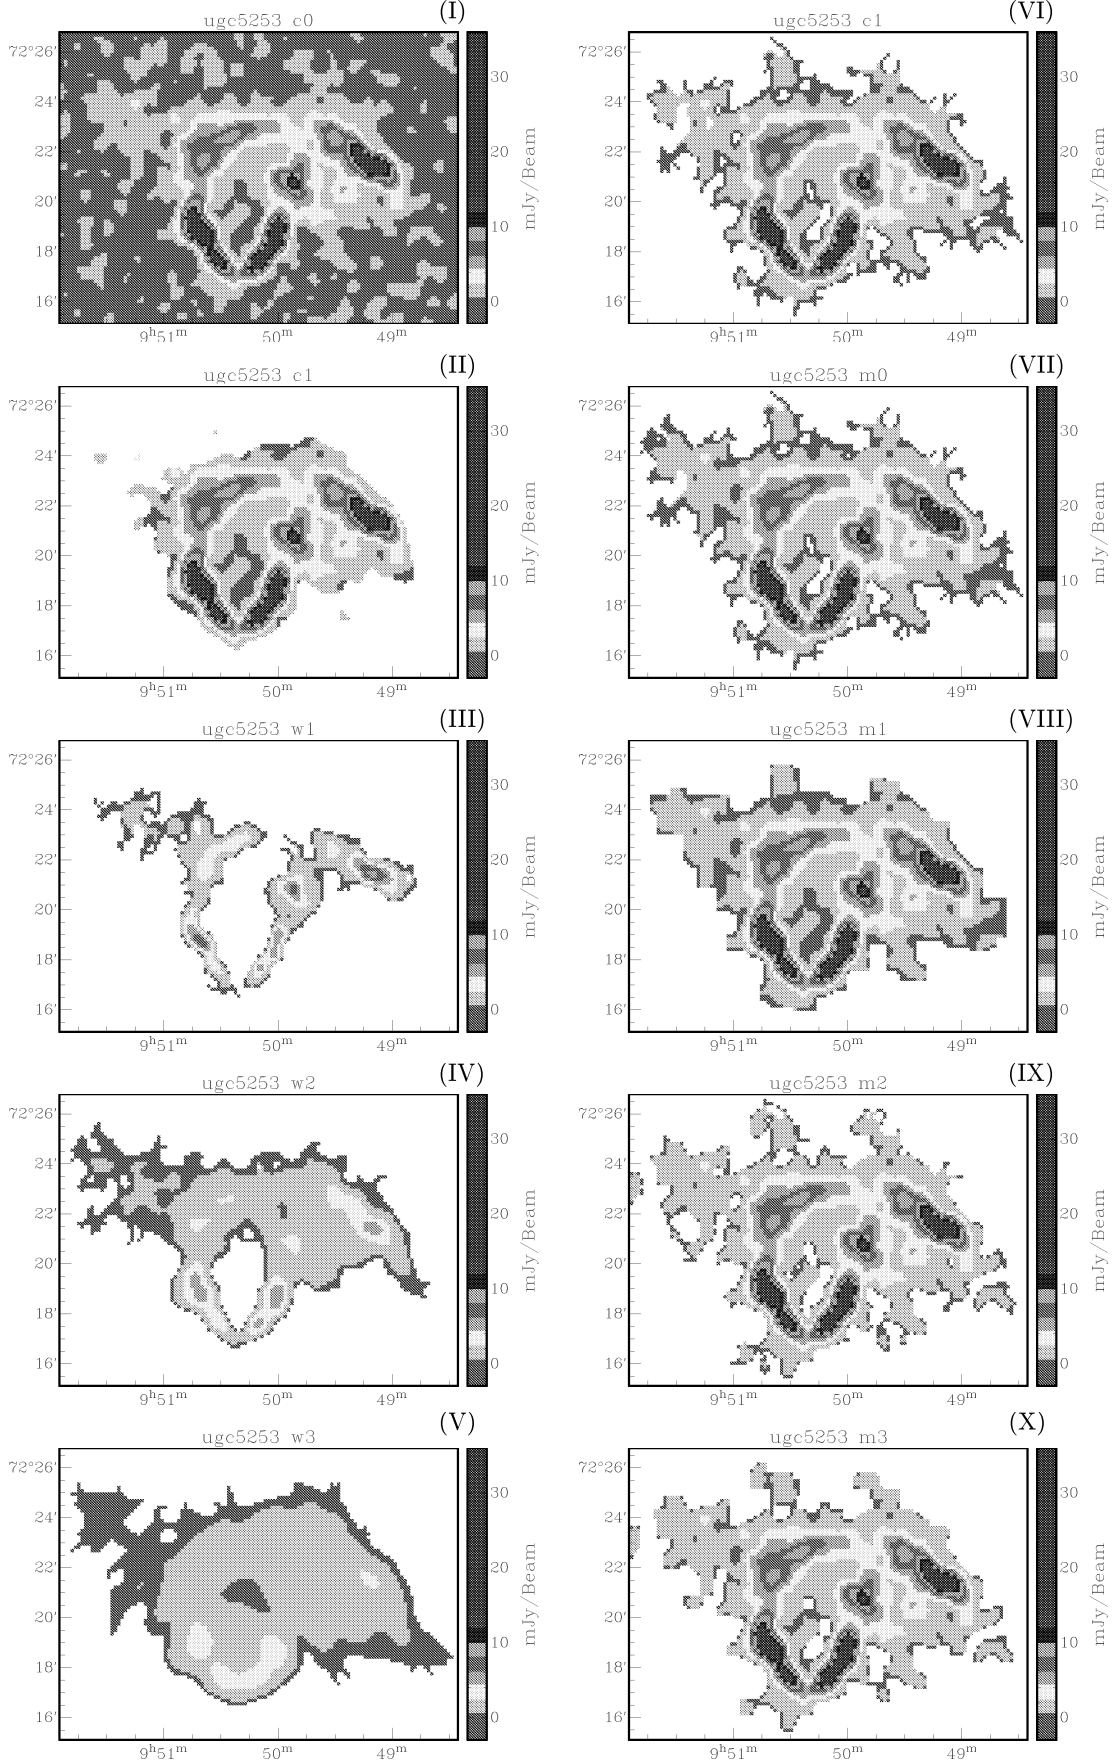 ugc5253 c0 (I)
72°26′ 24′ 22′ 20′ 18′ 16′
9ʰ51ᵐ 50ᵐ 49ᵐ
30 20 10 0
mJy/Beam
ugc5253 c1 (VI)
72°26′ 24′ 22′ 20′ 18′ 16′
9ʰ51ᵐ 50ᵐ 49ᵐ
30 20 10 0
mJy/Beam
ugc5253 c1 (II)
72°26′ 24′ 22′ 20′ 18′ 16′
9ʰ51ᵐ 50ᵐ 49ᵐ
30 20 10 0
mJy/Beam
ugc5253 m0 (VII)
72°26′ 24′ 22′ 20′ 18′ 16′
9ʰ51ᵐ 50ᵐ 49ᵐ
30 20 10 0
mJy/Beam
ugc5253 w1 (III)
72°26′ 24′ 22′ 20′ 18′ 16′
9ʰ51ᵐ 50ᵐ 49ᵐ
30 20 10 0
mJy/Beam
ugc5253 m1 (VIII)
72°26′ 24′ 22′ 20′ 18′ 16′
9ʰ51ᵐ 50ᵐ 49ᵐ
30 20 10 0
mJy/Beam
ugc5253 w2 (IV)
72°26′ 24′ 22′ 20′ 18′ 16′
9ʰ51ᵐ 50ᵐ 49ᵐ
30 20 10 0
mJy/Beam
ugc5253 m2 (IX)
72°26′ 24′ 22′ 20′ 18′ 16′
9ʰ51ᵐ 50ᵐ 49ᵐ
30 20 10 0
mJy/Beam
ugc5253 w3 (V)
72°26′ 24′ 22′ 20′ 18′ 16′
9ʰ51ᵐ 50ᵐ 49ᵐ
30 20 10 0
mJy/Beam
ugc5253 m3 (X)
72°26′ 24′ 22′ 20′ 18′ 16′
9ʰ51ᵐ 50ᵐ 49ᵐ
30 20 10 0
mJy/Beam